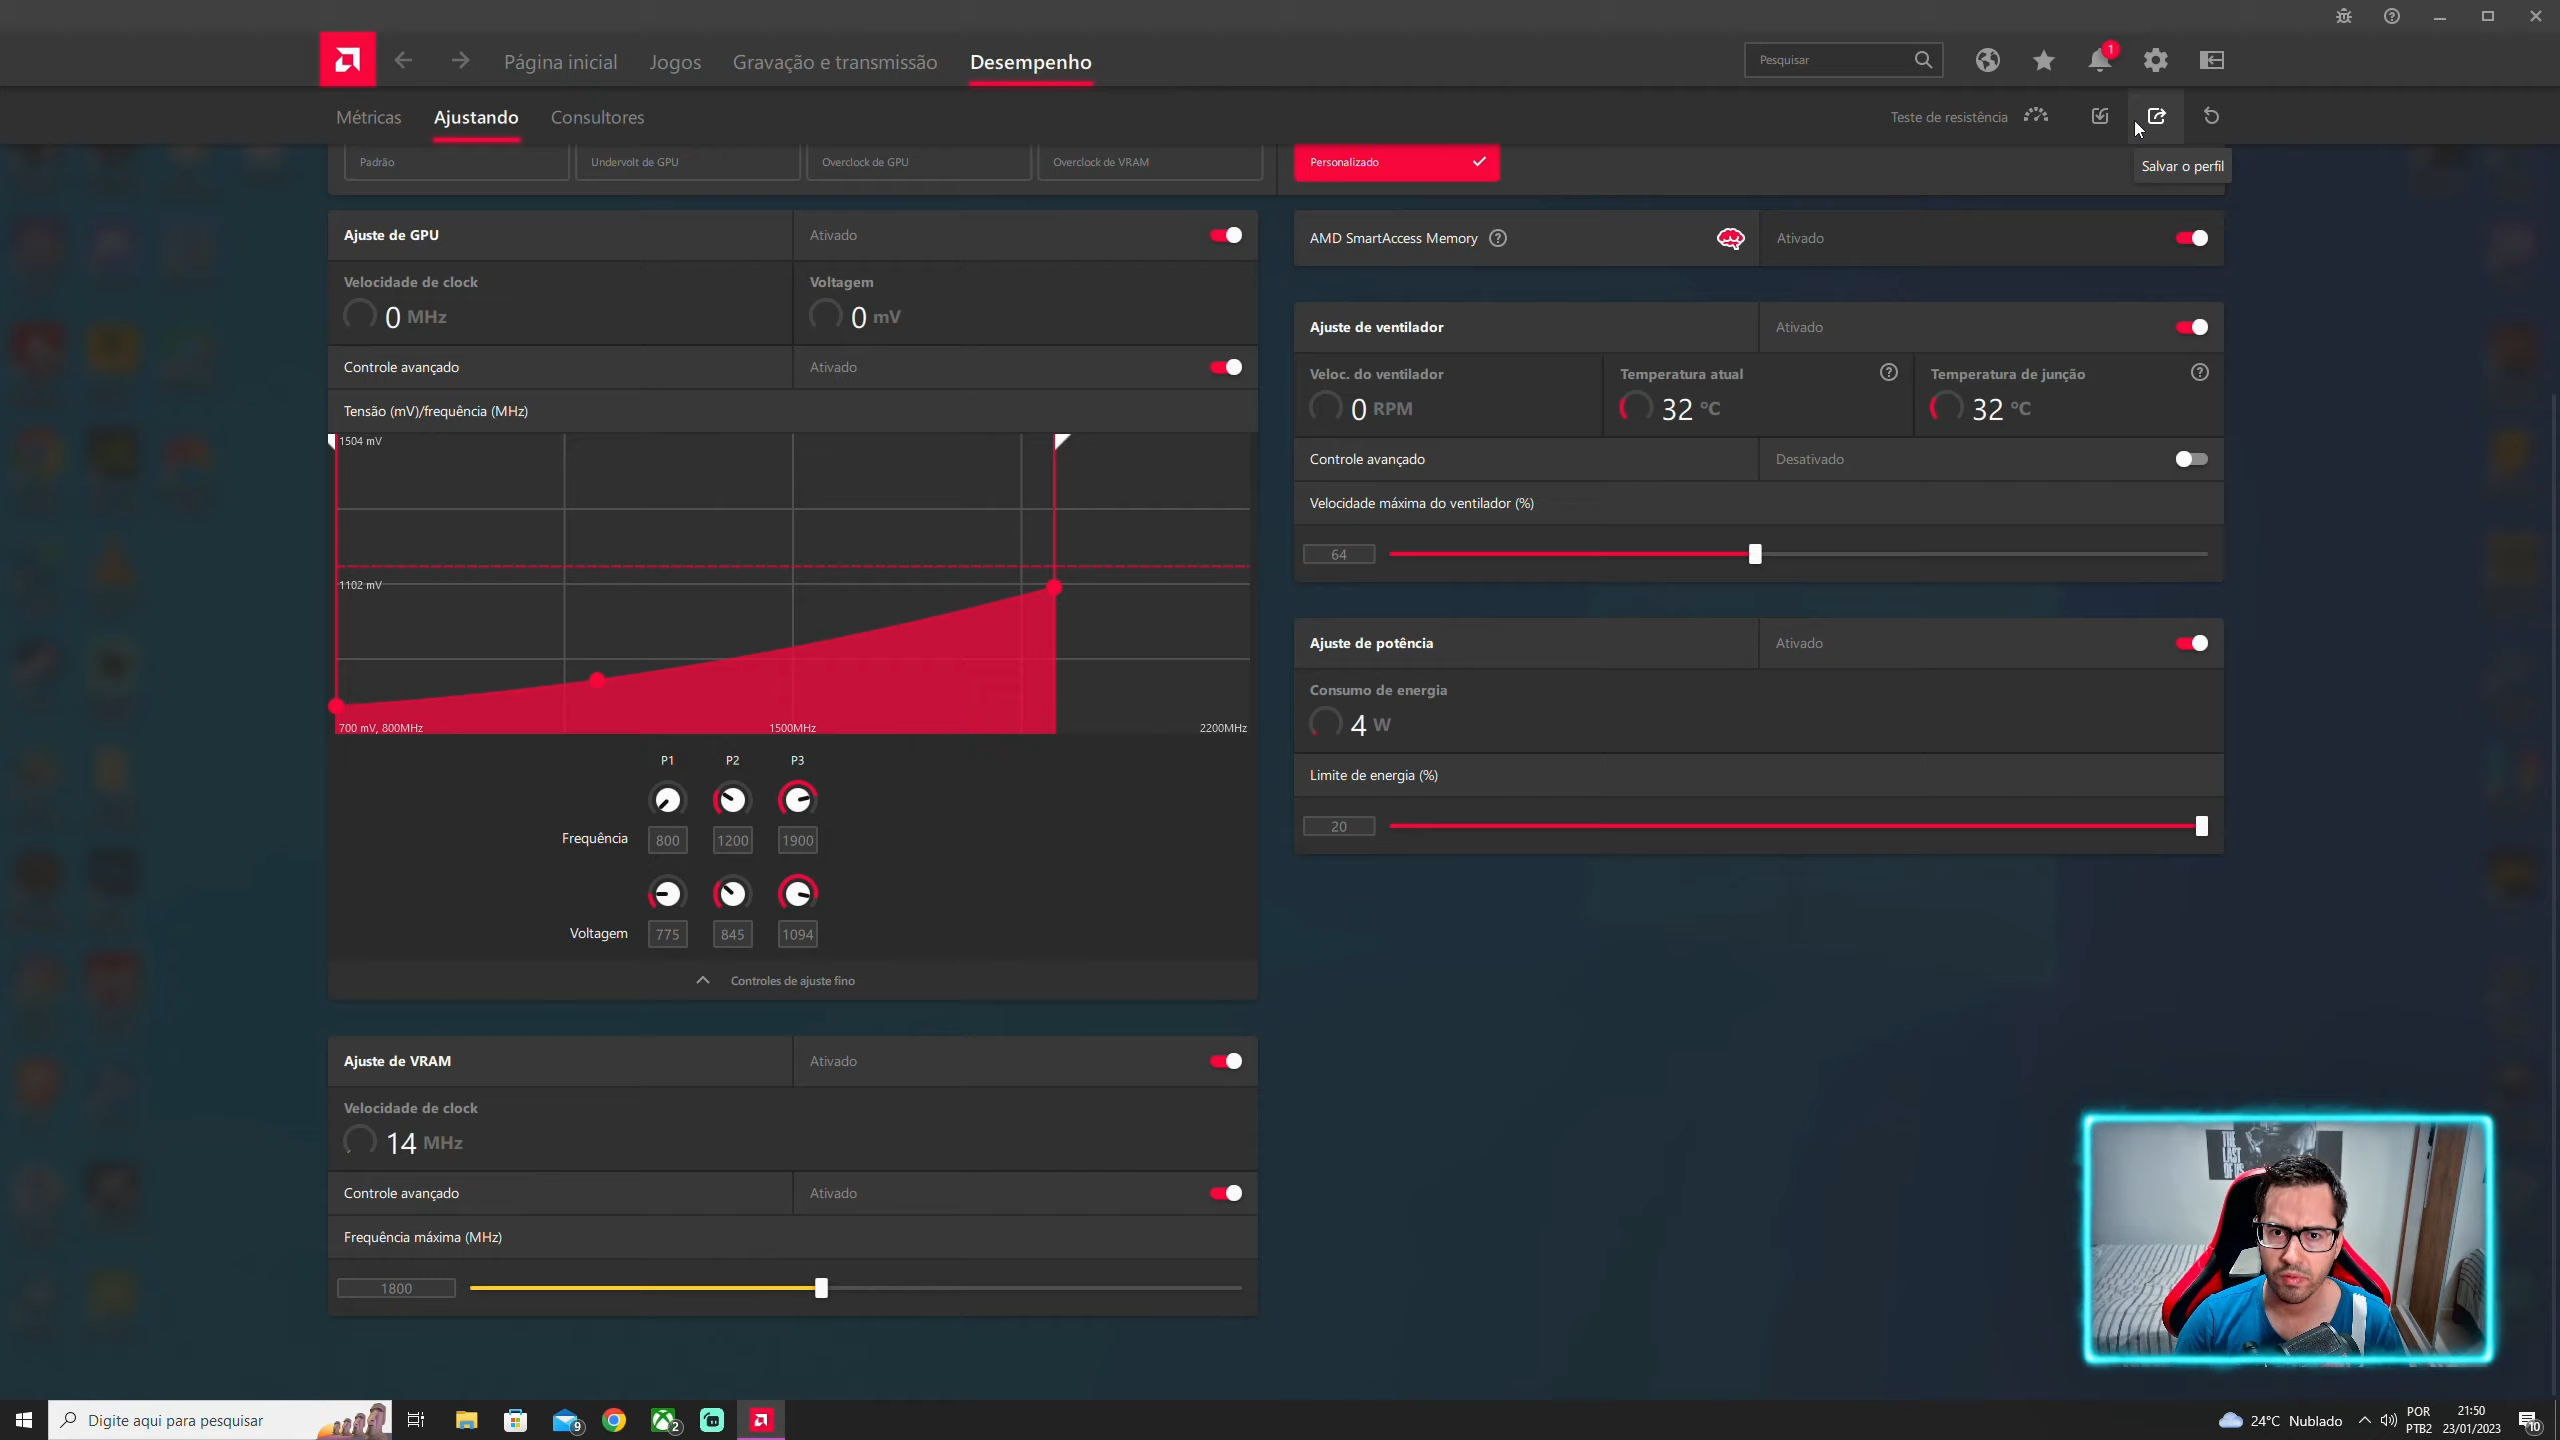 Página inicial
Jogos
Gravação e transmissão
Desempenho
Pesquisar
1
Métricas
Ajustando
Consultores
Teste de resistência
Salvar o perfil
Padrão
Undervolt de GPU
Overclock de GPU
Overclock de VRAM
Personalizado
Ajuste de GPU
Ativado
Velocidade de clock
0 MHz
Voltagem
0 mV
Controle avançado
Ativado
Tensão (mV)/frequência (MHz)
1504 mV
1102 mV
700 mV, 800MHz
1500MHz
2200MHz
P1 P2 P3
Frequência 800 1200 1900
Voltagem 775 845 1094
Controles de ajuste fino
Ajuste de VRAM
Ativado
Velocidade de clock
14 MHz
Controle avançado
Ativado
Frequência máxima (MHz)
1800
AMD SmartAccess Memory
Ativado
Ajuste de ventilador
Ativado
Veloc. do ventilador
0 RPM
Temperatura atual
32 °C
Temperatura de junção
32 °C
Controle avançado
Desativado
Velocidade máxima do ventilador (%)
64
Ajuste de potência
Ativado
Consumo de energia
4 W
Limite de energia (%)
20
THE
LAST
OF US
Digite aqui para pesquisar
9
2
24°C Nublado
POR
PTB2
21:50
23/01/2023
10